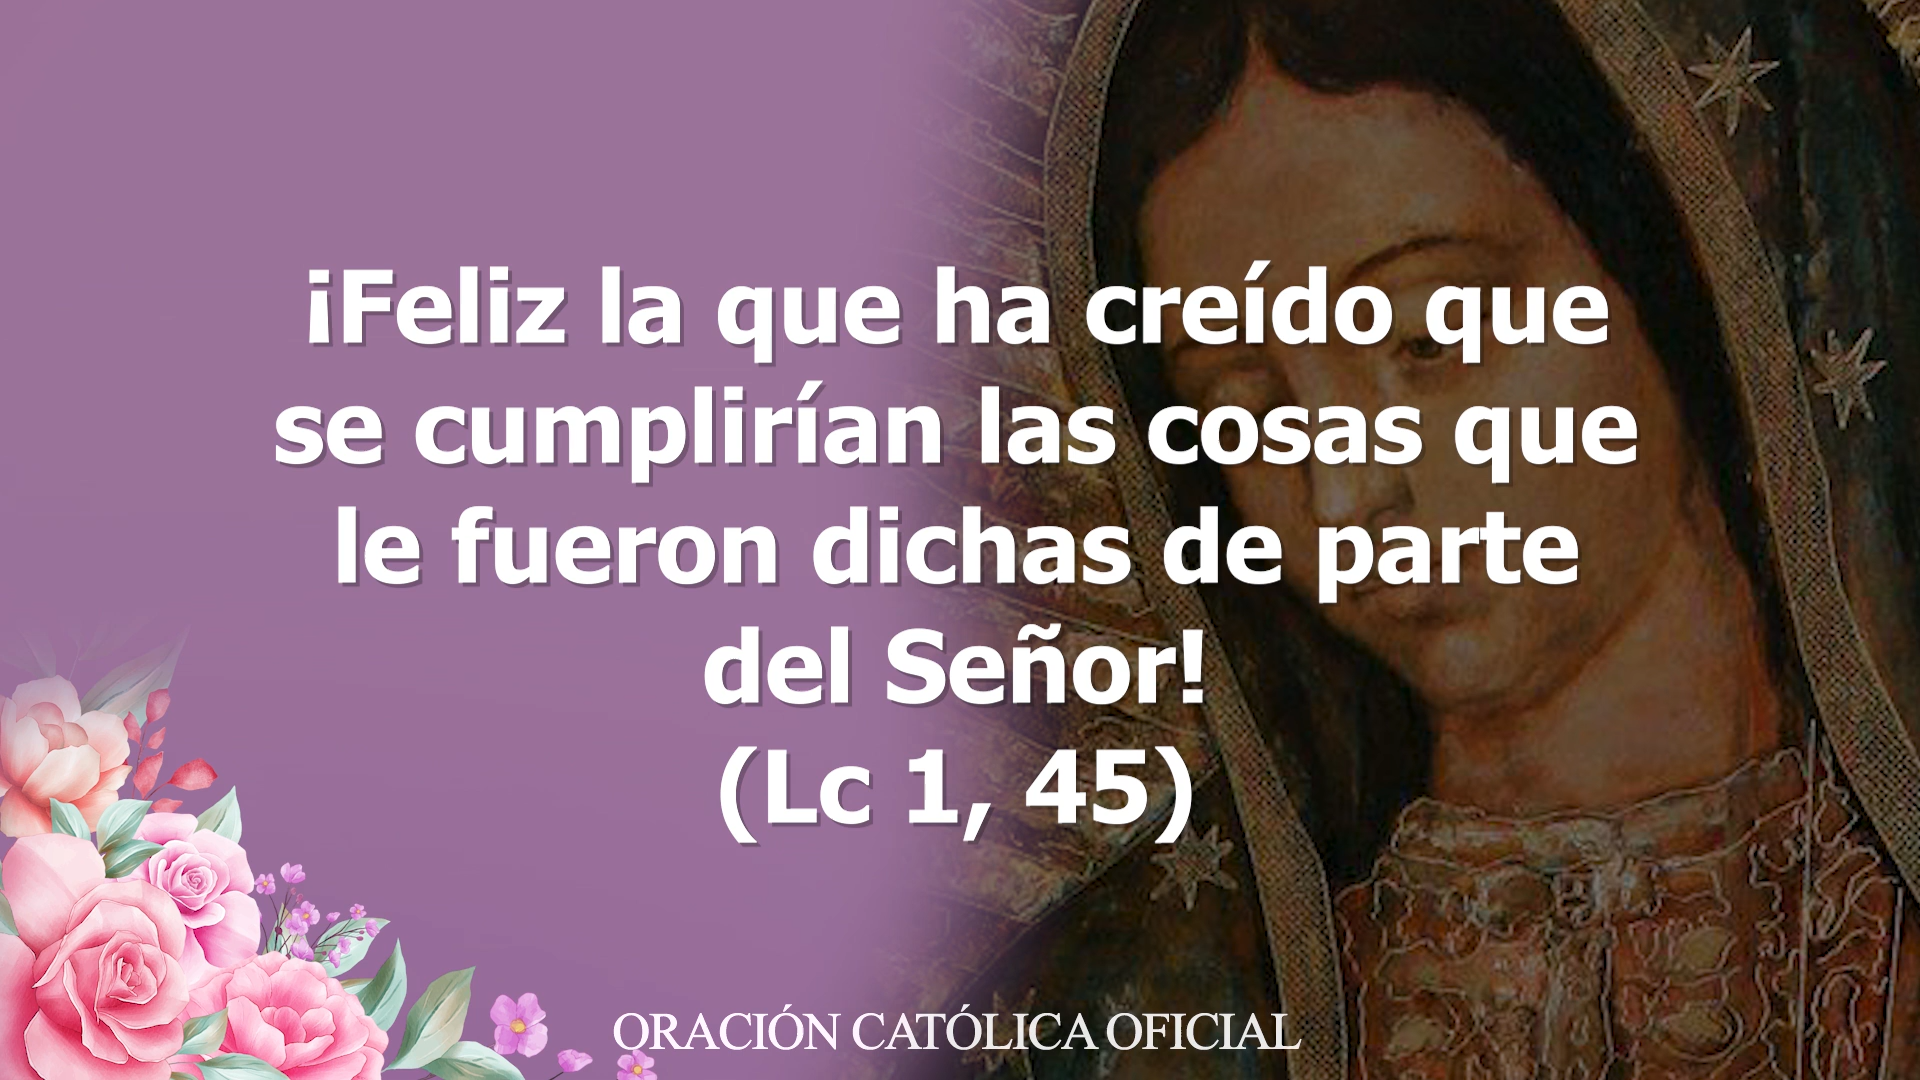 ¡Feliz la que ha creído que
se cumplirían las cosas que
le fueron dichas de parte
del Señor!
(Lc 1, 45)
ORACIÓN CATÓLICA OFICIAL